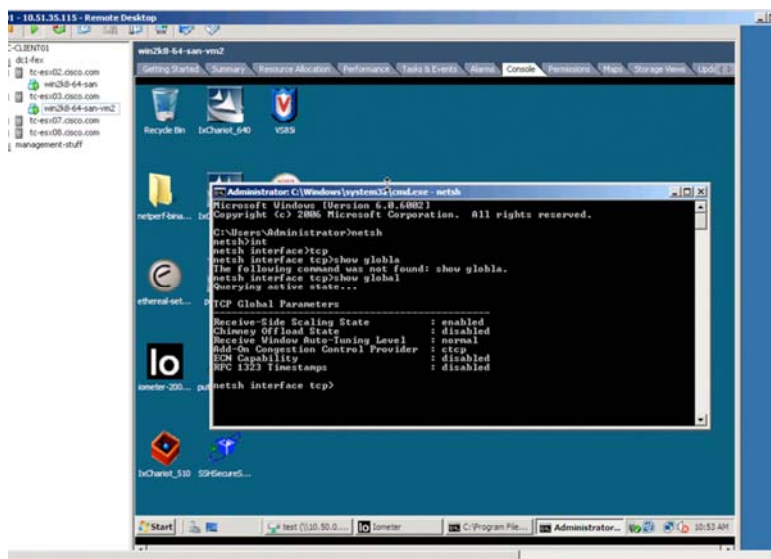 01 - 10.51.35.115 - Remote Desktop
C-CLIENT01
dc1-fex
tc-esx02.cisco.com
win2k8-64-san
tc-esx03.cisco.com
win2k8-64-san-vm2
tc-esx07.cisco.com
tc-esx08.cisco.com
management-stuff
win2k8-64-san-vm2
Getting Started Summary Resource Allocation Performance Tasks & Events Alarms Console Permissions Maps Storage Views
Recycle Bin IxChariot_640
Administrator: C:\Windows\system32\cmd.exe - netsh
Microsoft Windows [Version 6.0.6002]
Copyright (c) 2006 Microsoft Corporation. All rights reserved.
C:\Users\Administrator>netsh
netsh>int
netsh interface>tcp
netsh interface tcp>show globla
The following command was not found: show globla.
netsh interface tcp>show global
Querying active state...
TCP Global Parameters
----------------------------------------------
Receive-Side Scaling State : enabled
Chimney Offload State : disabled
Receive Window Auto-Tuning Level : normal
Add-On Congestion Control Provider : ctcp
ECN Capability : disabled
RFC 1323 Timestamps : disabled
netsh interface tcp>
netperf-bina...
ethereal-set...
Io
iometer-200...
IxChariot_510 SSHSecureS...
Start test (\\10.50.0.... Io Iometer C:\Program File... Administrator... 10:53 AM